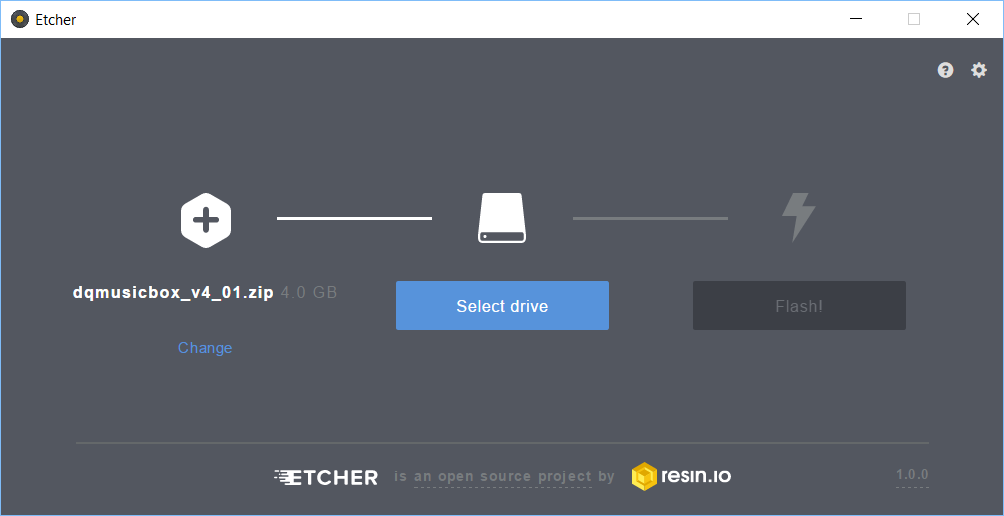 Etcher
dqmusicbox_v4_01.zip 4.0 GB
Change
Select drive
Flash!
ETCHER is an open source project by resin.io
1.0.0